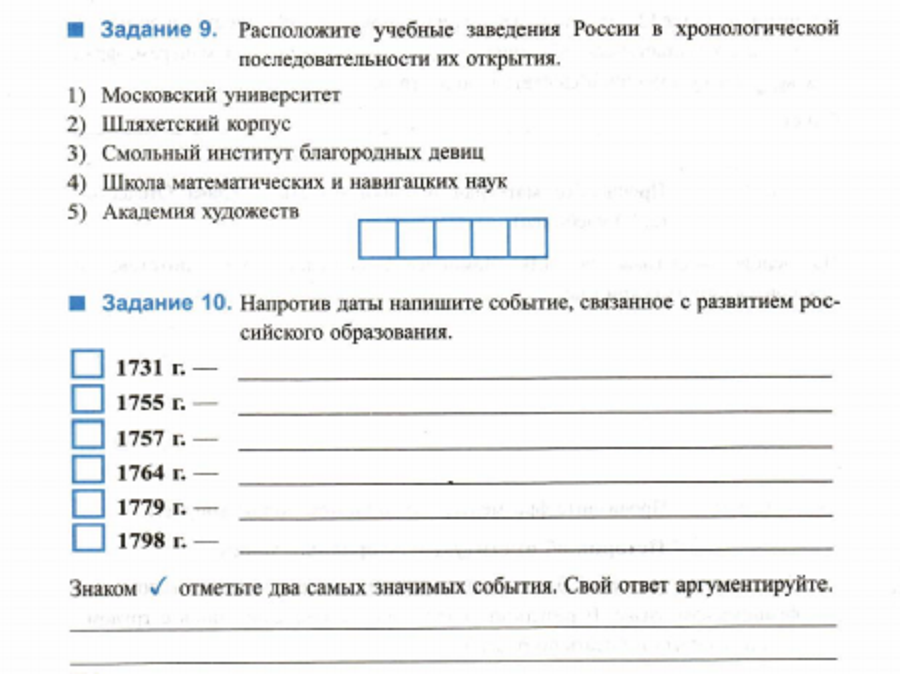 Задание 9. Расположите учебные заведения России в хронологической
последовательности их открытия.
1) Московский университет
2) Шляхетский корпус
3) Смольный институт благородных девиц
4) Школа математических и навигацких наук
5) Академия художеств
Задание 10. Напротив даты напишите событие, связанное с развитием рос-
сийского образования.
1731 г. —
1755 г. —
1757 г. —
1764 г. —
1779 г. —
1798 г. —
Знаком ✓ отметьте два самых значимых события. Свой ответ аргументируйте.